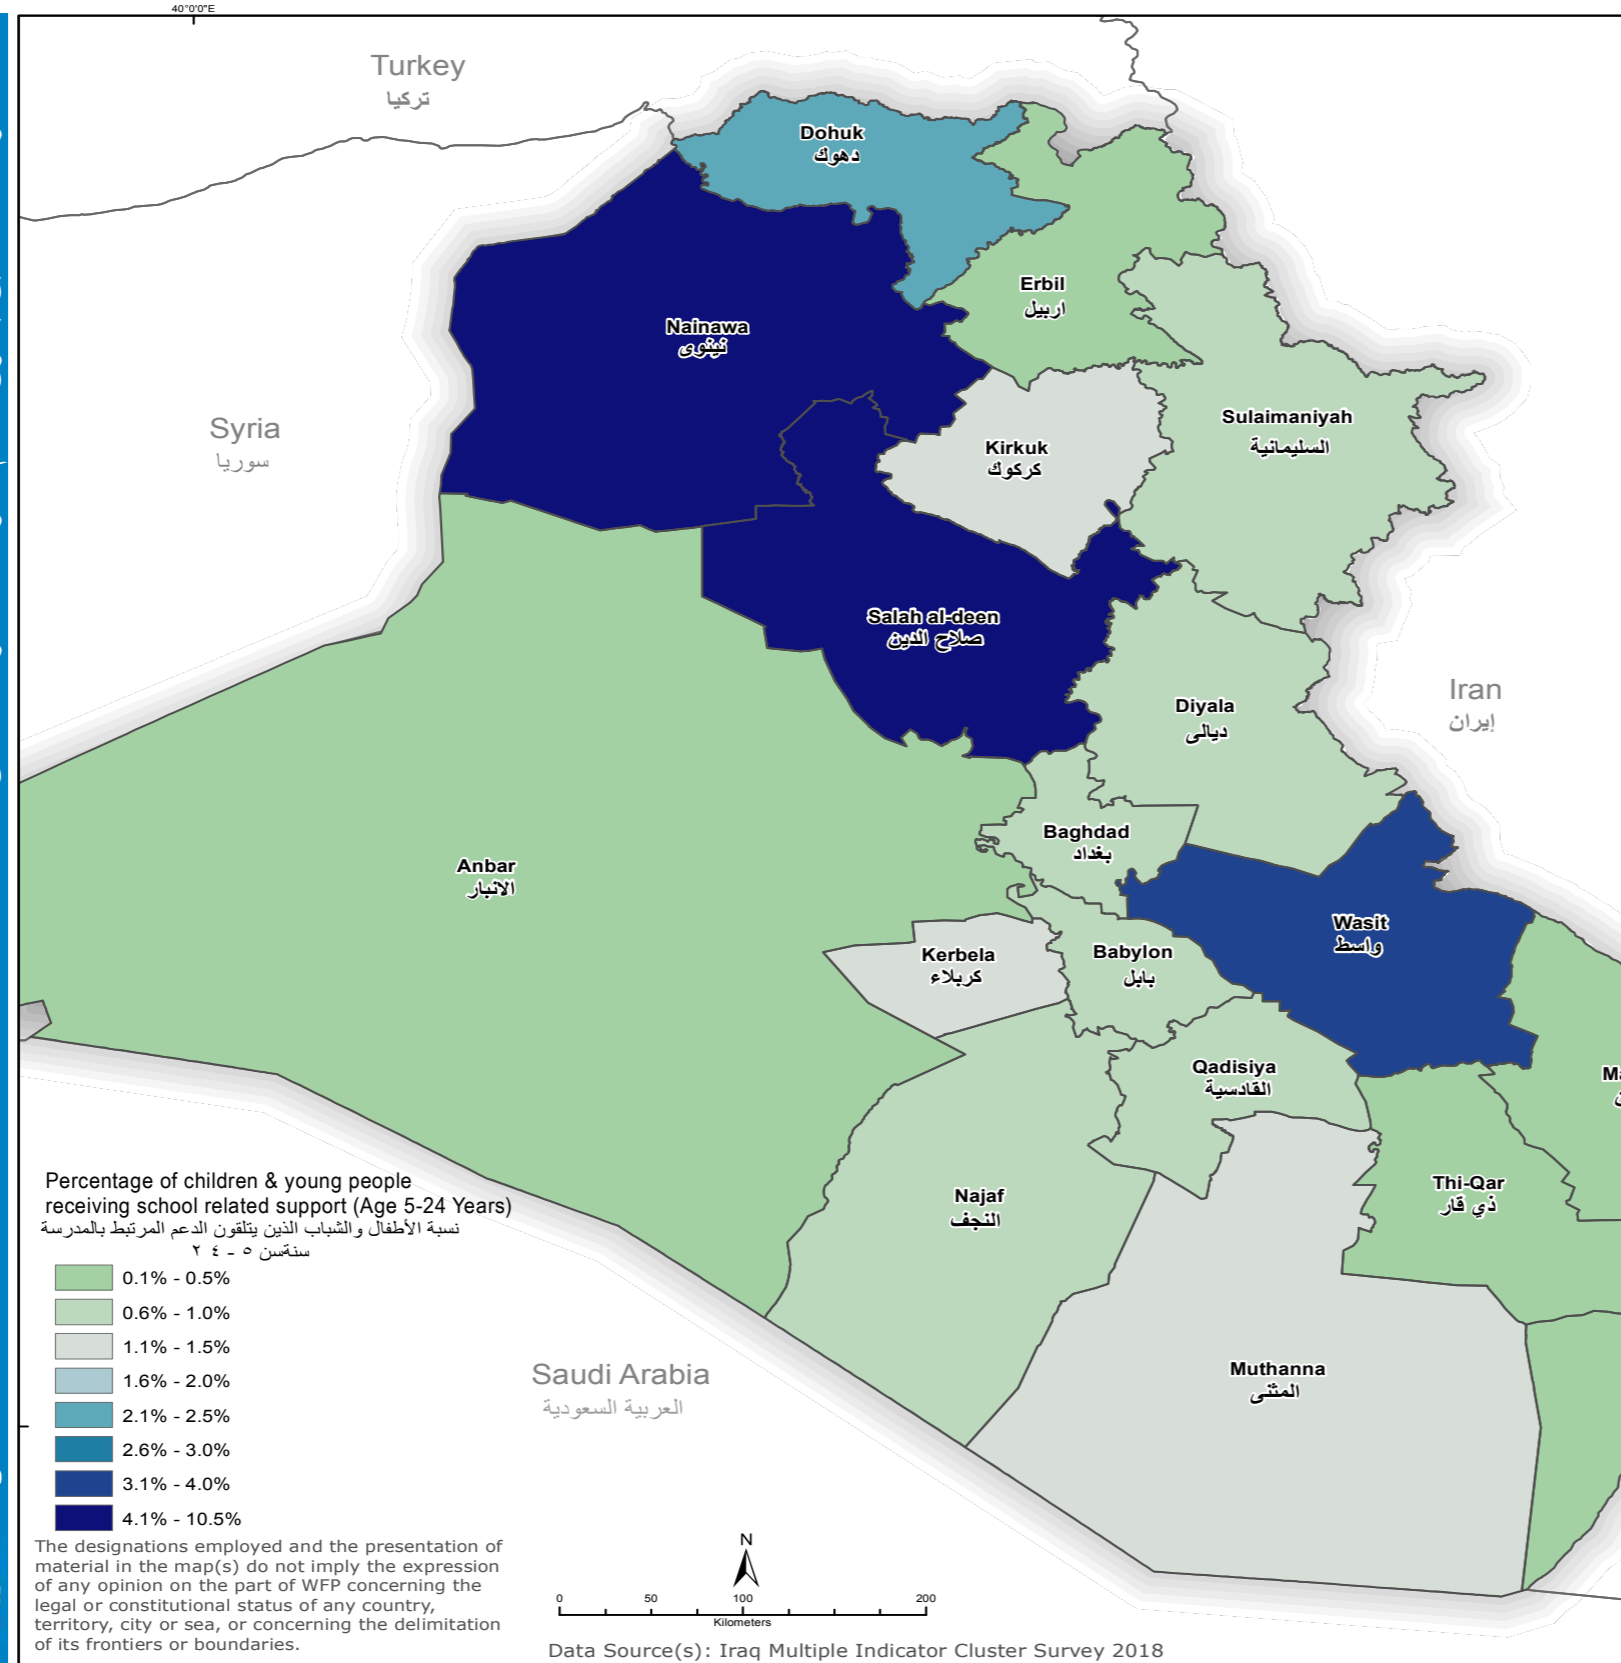 40°0'0"E
Turkey
تركيا
Dohuk
دهوك
Erbil
اربيل
Nainawa
نينوى
Sulaimaniyah
السليمانية
Syria
سوريا
Kirkuk
كركوك
Salah al-deen
صلاح الدين
Iran
إيران
Diyala
ديالى
Baghdad
بغداد
Anbar
الانبار
Wasit
واسط
Kerbela
كربلاء
Babylon
بابل
Qadisiya
القادسية
Ma
Najaf
النجف
Thi-Qar
ذي قار
Muthanna
المثنى
Saudi Arabia
العربية السعودية
Percentage of children & young people
receiving school related support (Age 5-24 Years)
نسبة الأطفال والشباب الذين يتلقون الدعم المرتبط بالمدرسة
سنةسن ٥ - ٤ ٢
0.1% - 0.5%
0.6% - 1.0%
1.1% - 1.5%
1.6% - 2.0%
2.1% - 2.5%
2.6% - 3.0%
3.1% - 4.0%
4.1% - 10.5%
The designations employed and the presentation of
material in the map(s) do not imply the expression
of any opinion on the part of WFP concerning the
legal or constitutional status of any country,
territory, city or sea, or concerning the delimitation
of its frontiers or boundaries.
N
0 50 100 200
Kilometers
Data Source(s): Iraq Multiple Indicator Cluster Survey 2018